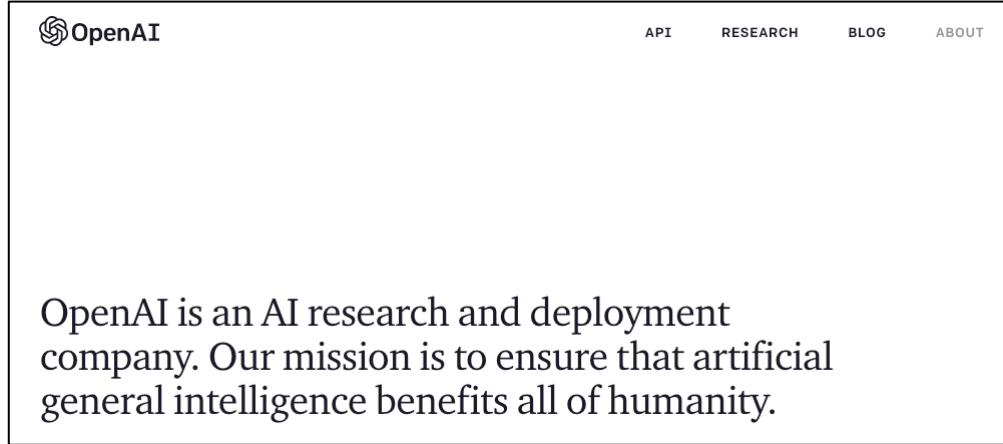 OpenAI
API RESEARCH BLOG ABOUT
OpenAI is an AI research and deployment
company. Our mission is to ensure that artificial
general intelligence benefits all of humanity.